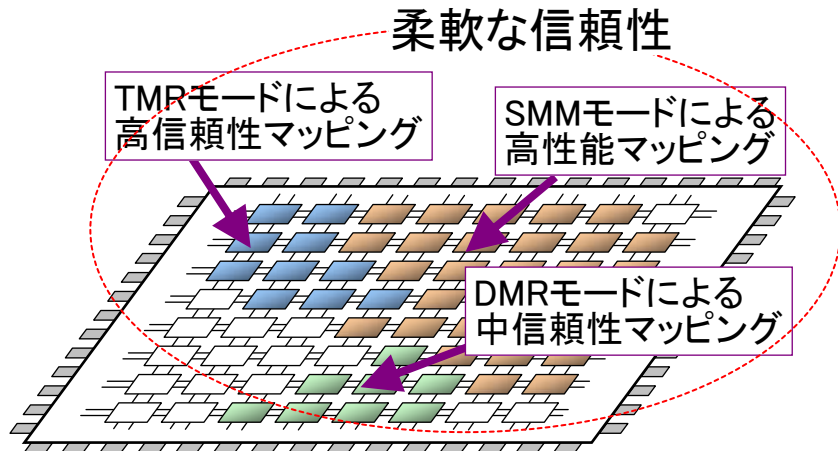 柔軟な信頼性
TMRモードによる
高信頼性マッピング
SMMモードによる
高性能マッピング
DMRモードによる
中信頼性マッピング